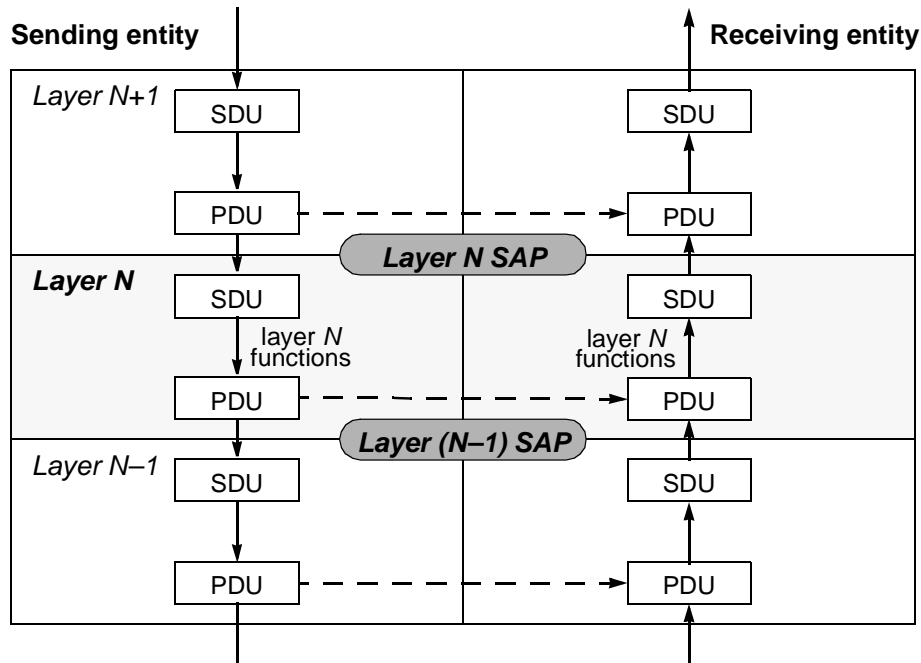 Sending entity
Receiving entity
Layer N+1
SDU
SDU
PDU
PDU
Layer N SAP
Layer N
SDU
SDU
layer N
functions
layer N
functions
PDU
PDU
Layer (N–1) SAP
Layer N–1
SDU
SDU
PDU
PDU